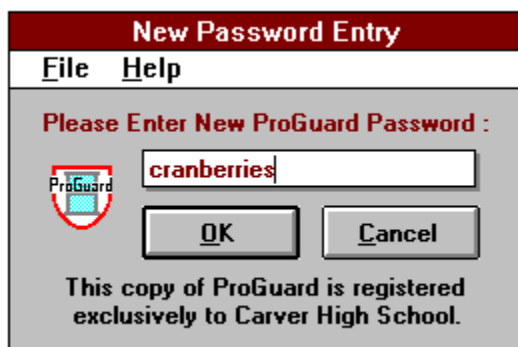 New Password Entry
File Help
Please Enter New ProGuard Password :
ProGuard
cranberries
OK Cancel
This copy of ProGuard is registered
exclusively to Carver High School.